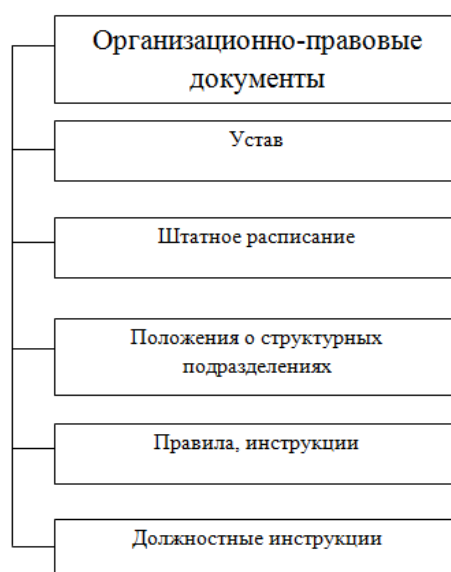 Организационно-правовые
документы
Устав
Штатное расписание
Положения о структурных
подразделениях
Правила, инструкции
Должностные инструкции